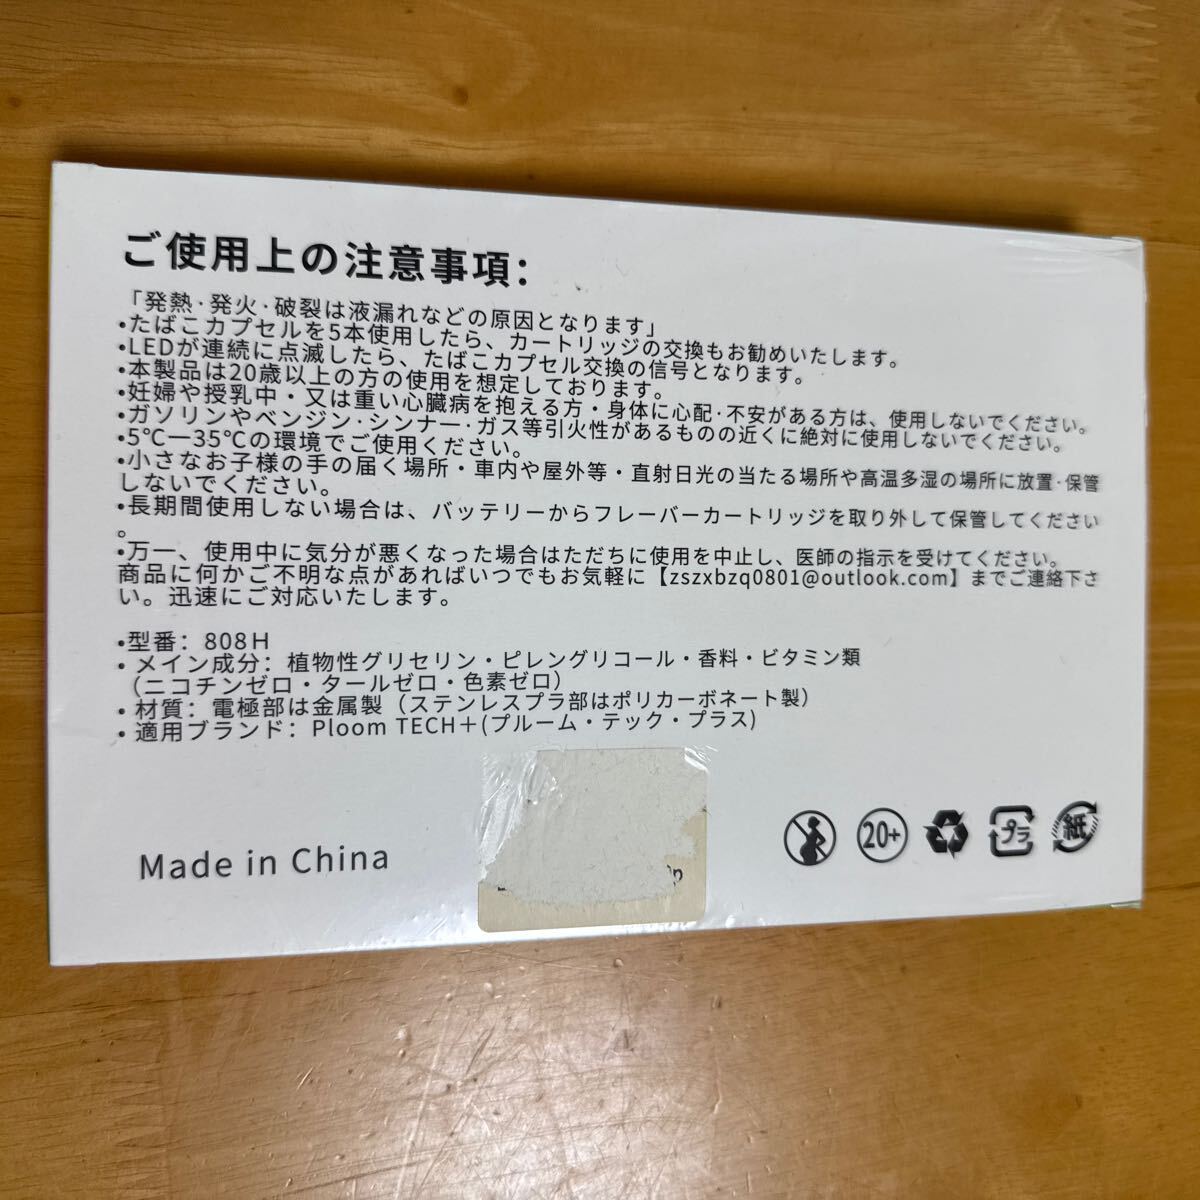 ご使用上の注意事項：
「発熱･発火･破裂は液漏れなどの原因となります」
•たばこカプセルを5本使用したら、カートリッジの交換もお勧めいたします。
•LEDが連続に点滅したら、たばこカプセル交換の信号となります。
•本製品は20歳以上の方の使用を想定しております。
•妊婦や授乳中・又は重い心臓病を抱える方・身体に心配･不安がある方は、使用しないでください。
•ガソリンやベンジン･シンナー･ガス等引火性があるものの近くに絶対に使用しないでください。
•5℃ー35℃の環境でご使用ください。
•小さなお子様の手の届く場所・車内や屋外等・直射日光の当たる場所や高温多湿の場所に放置･保管
しないでください。
•長期間使用しない場合は、バッテリーからフレーバーカートリッジを取り外して保管してください
。
•万一、使用中に気分が悪くなった場合はただちに使用を中止し、医師の指示を受けてください。
商品に何かご不明な点があればいつでもお気軽に【zszxbzq0801@outlook.com】までご連絡下さ
い。迅速にご対応いたします。
•型番：808H
• メイン成分：植物性グリセリン・ピレングリコール・香料・ビタミン類
（ニコチンゼロ・タールゼロ・色素ゼロ）
• 材質：電極部は金属製（ステンレスプラ部はポリカーボネート製）
• 適用ブランド：Ploom TECH＋(プルーム・テック・プラス)
Made in China
20+
プラ
紙